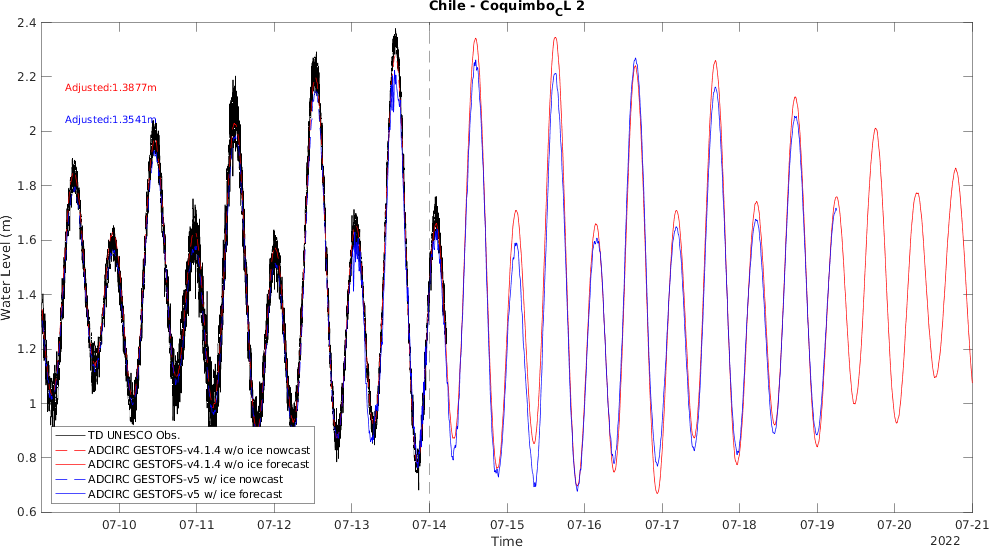 Chile - Coquimbo_CL 2
Water Level (m)
2.4
2.2
2
1.8
1.6
1.4
1.2
1
0.8
0.6
Adjusted:1.3877m
Adjusted:1.3541m
TD UNESCO Obs.
ADCIRC GESTOFS-v4.1.4 w/o ice nowcast
ADCIRC GESTOFS-v4.1.4 w/o ice forecast
ADCIRC GESTOFS-v5 w/ ice nowcast
ADCIRC GESTOFS-v5 w/ ice forecast
07-10 07-11 07-12 07-13 07-14 07-15 07-16 07-17 07-18 07-19 07-20 07-21
Time
2022